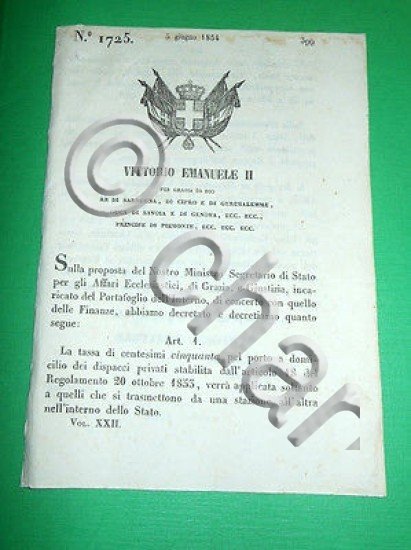 N.° 1725.
5 giugno 1854
399
VITTORIO EMANUELE II
PER GRAZIA DI DIO
RE DI SARDEGNA, DI CIPRO E DI GERUSALEMME,
DUCA DI SAVOIA E DI GENOVA, ECC. ECC.,
PRINCIPE DI PIEMONTE, ECC. ECC. ECC.
Sulla proposta del Nostro Ministro Segretario di Stato
per gli Affari Ecclesiastici, di Grazia, e Giustizia, inca-
ricato del Portafoglio dell'interno, di concerto con quello
delle Finanze, abbiamo decretato e decretiamo quanto
segue:
Art. 1.
La tassa di centesimi cinquanta pel porto a domi-
cilio dei dispacci privati stabilita dall'articolo 18 del
Regolamento 20 ottobre 1853, verrà applicata soltanto
a quelli che si trasmettono da una stazione all'altra
nell'interno dello Stato.
VOL. XXII.
© char